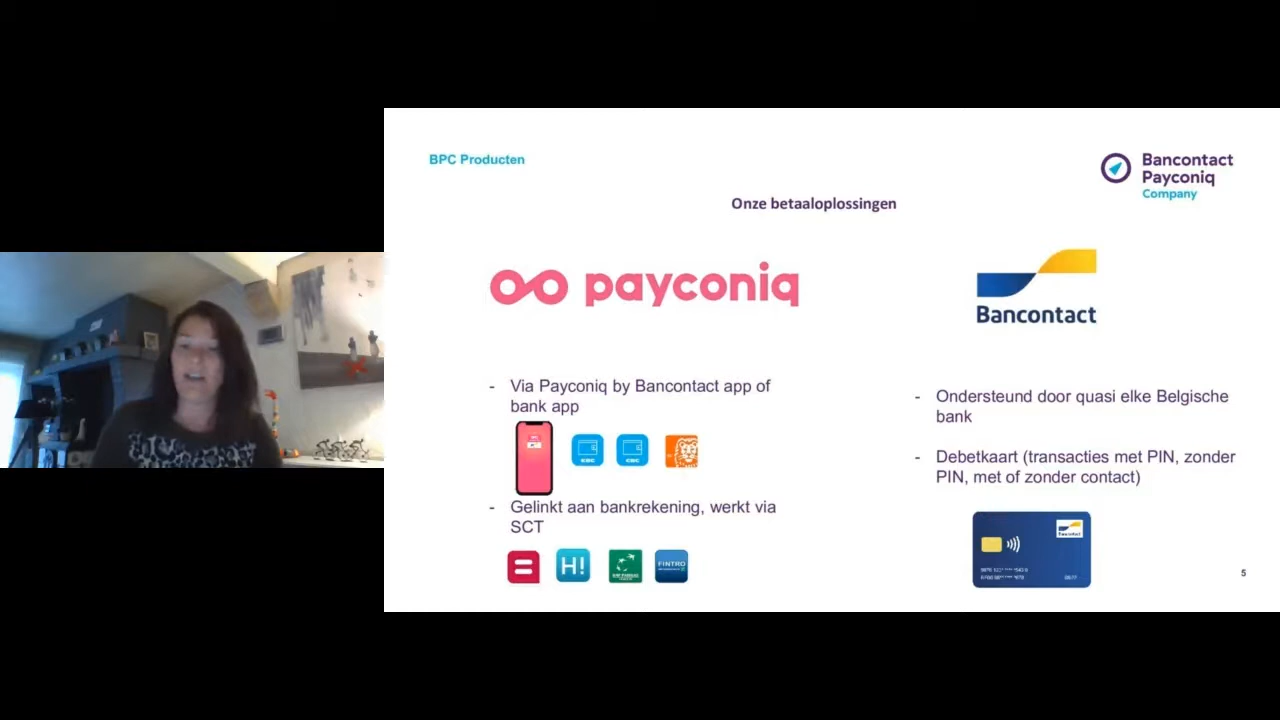 BPC Producten
Bancontact
Payconiq
Company
Onze betaaloplossingen
payconiq
Bancontact
- Via Payconiq by Bancontact app of
bank app
- Gelinkt aan bankrekening, werkt via
SCT
H!
FINTRO
- Ondersteund door quasi elke Belgische
bank
- Debetkaart (transacties met PIN, zonder
PIN, met of zonder contact)
5